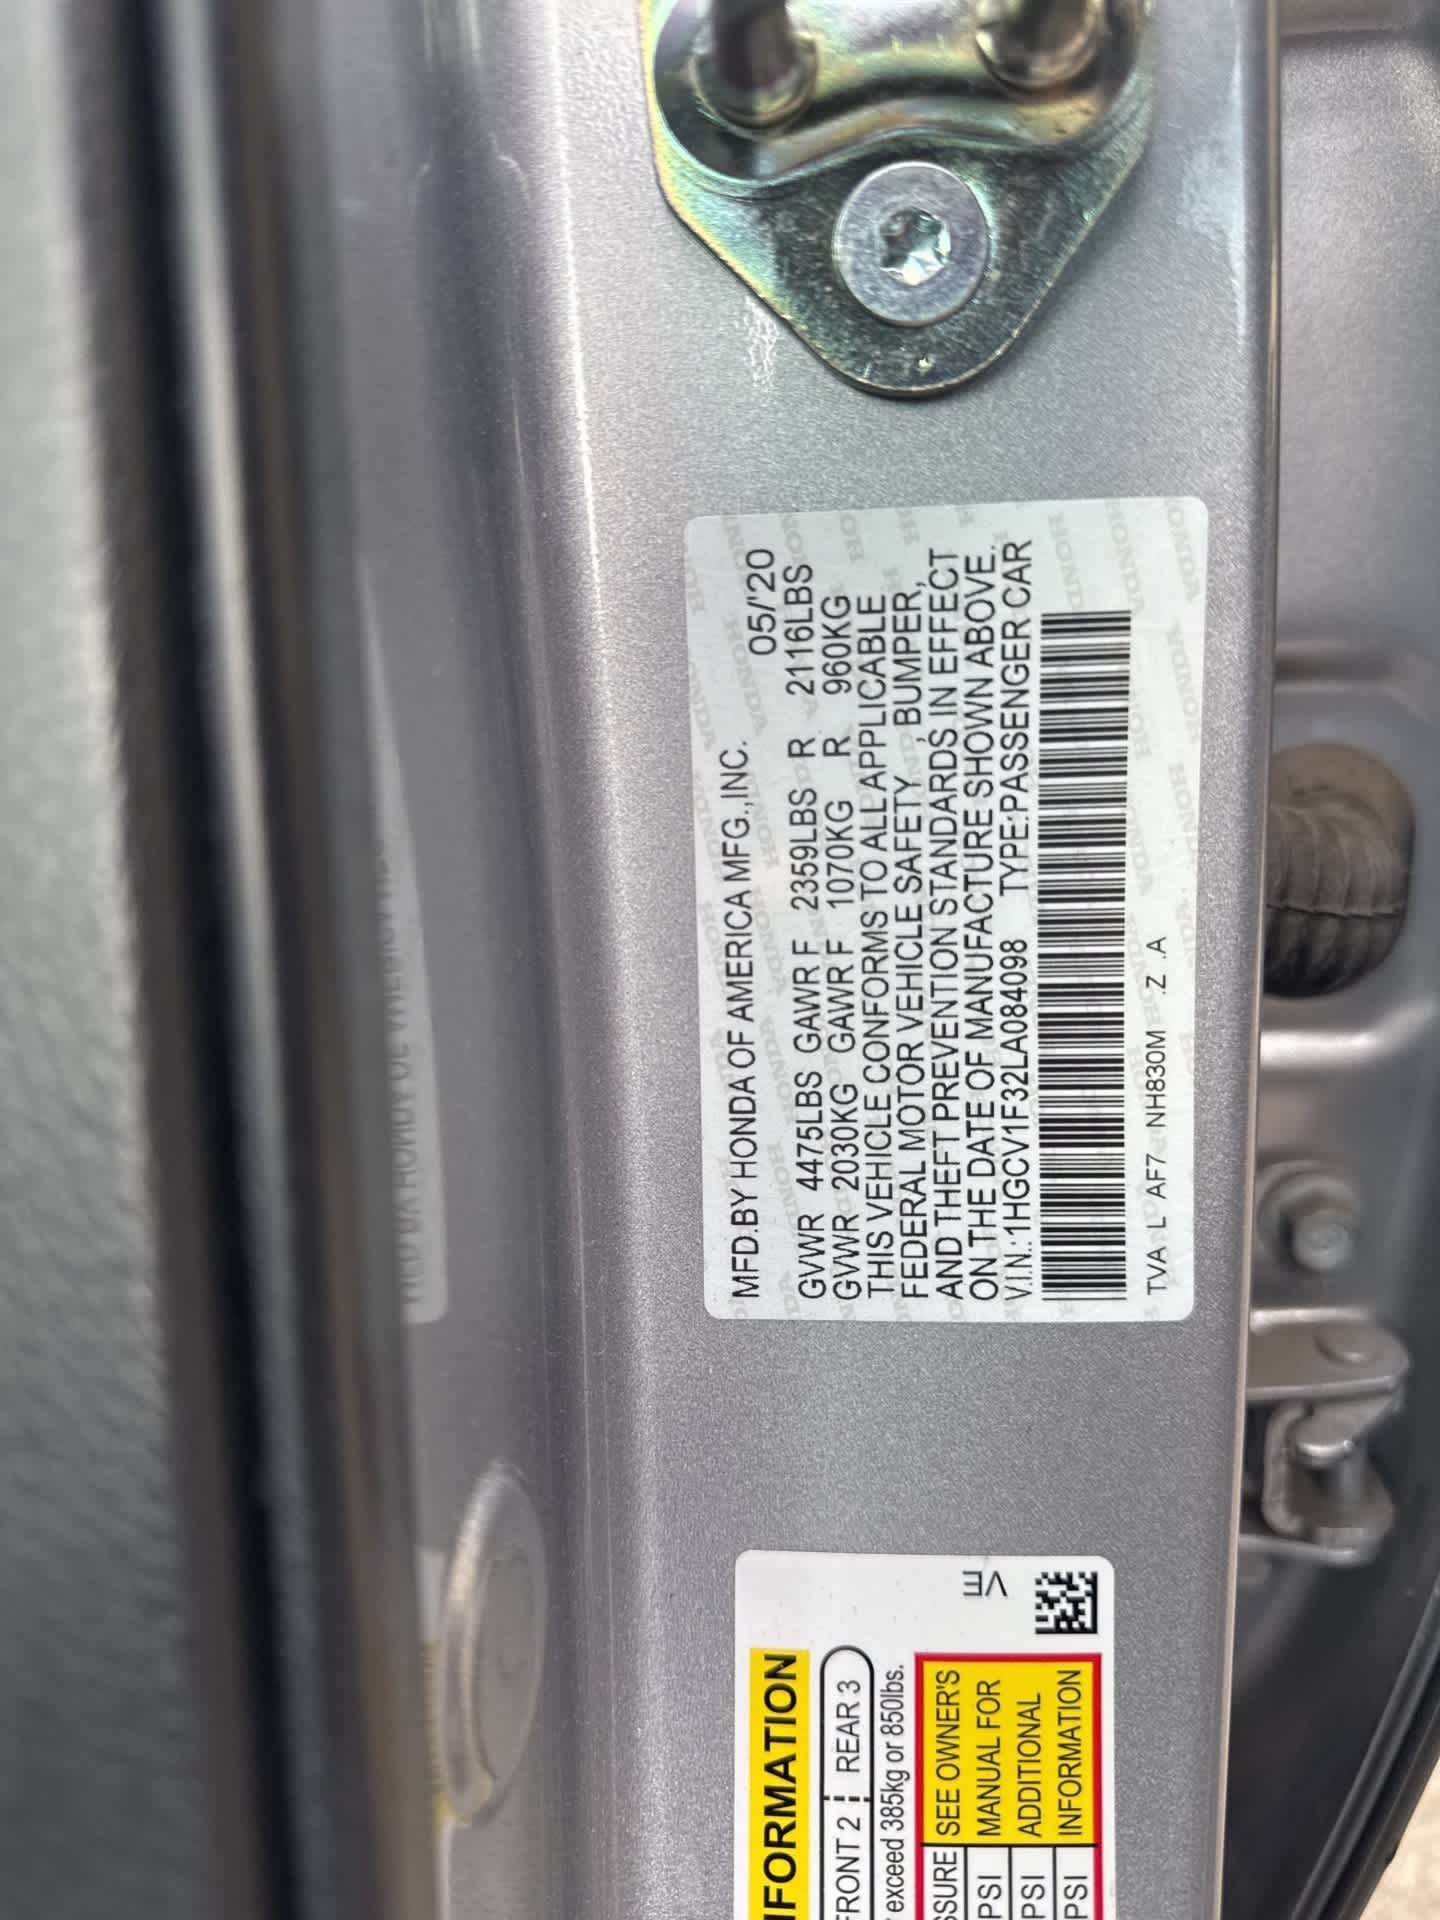 MFD.BY HONDA OF AMERICA MFG.,INC. 05/'20
GVWR 4475LBS GAWR F 2359LBS R 2116LBS
GVWR 2030KG GAWR F 1070KG R 960KG
THIS VEHICLE CONFORMS TO ALL APPLICABLE
FEDERAL MOTOR VEHICLE SAFETY, BUMPER,
AND THEFT PREVENTION STANDARDS IN EFFECT
ON THE DATE OF MANUFACTURE SHOWN ABOVE.
V.I.N.:1HGCV1F32LA084098 TYPE:PASSENGER CAR
TVA L AF7 NH830M .Z .A
FRONT 2 REAR 3
exceed 385kg or 850lbs.
SEE OWNER'S
PSI MANUAL FOR
PSI ADDITIONAL
PSI INFORMATION
VE